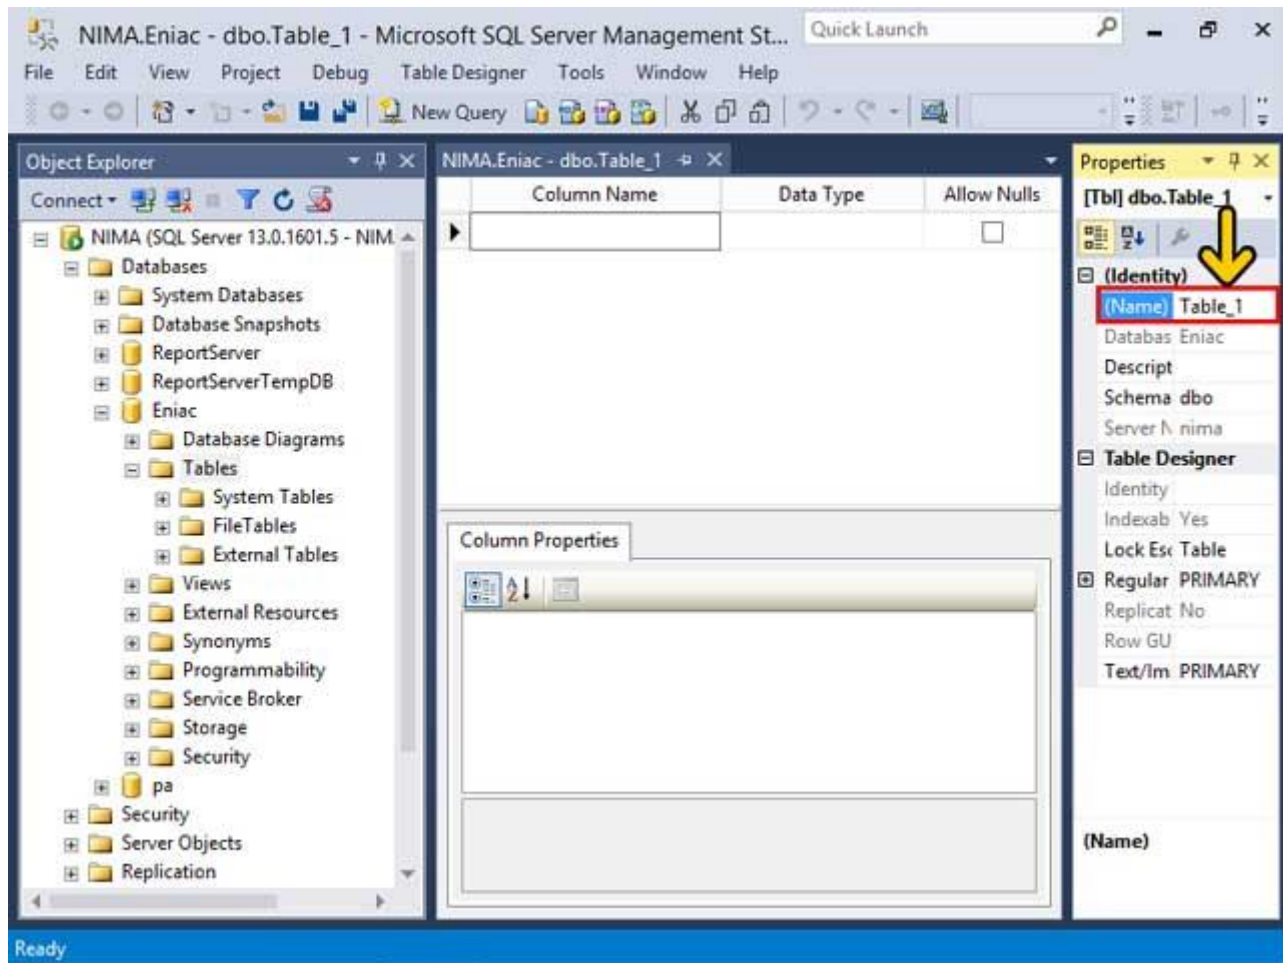 NIMA.Eniac - dbo.Table_1 - Microsoft SQL Server Management St...
Quick Launch
File Edit View Project Debug Table Designer Tools Window Help
New Query
Object Explorer
Connect
NIMA (SQL Server 13.0.1601.5 - NIM
Databases
System Databases
Database Snapshots
ReportServer
ReportServerTempDB
Eniac
Database Diagrams
Tables
System Tables
FileTables
External Tables
Views
External Resources
Synonyms
Programmability
Service Broker
Storage
Security
pa
Security
Server Objects
Replication
NIMA.Eniac - dbo.Table_1
Column Name Data Type Allow Nulls
Column Properties
Properties
[Tbl] dbo.Table_1
(Identity)
(Name) Table_1
Databas Eniac
Descript
Schema dbo
Server N nima
Table Designer
Identity
Indexab Yes
Lock Esc Table
Regular PRIMARY
Replicat No
Row GU
Text/Im PRIMARY
(Name)
Ready